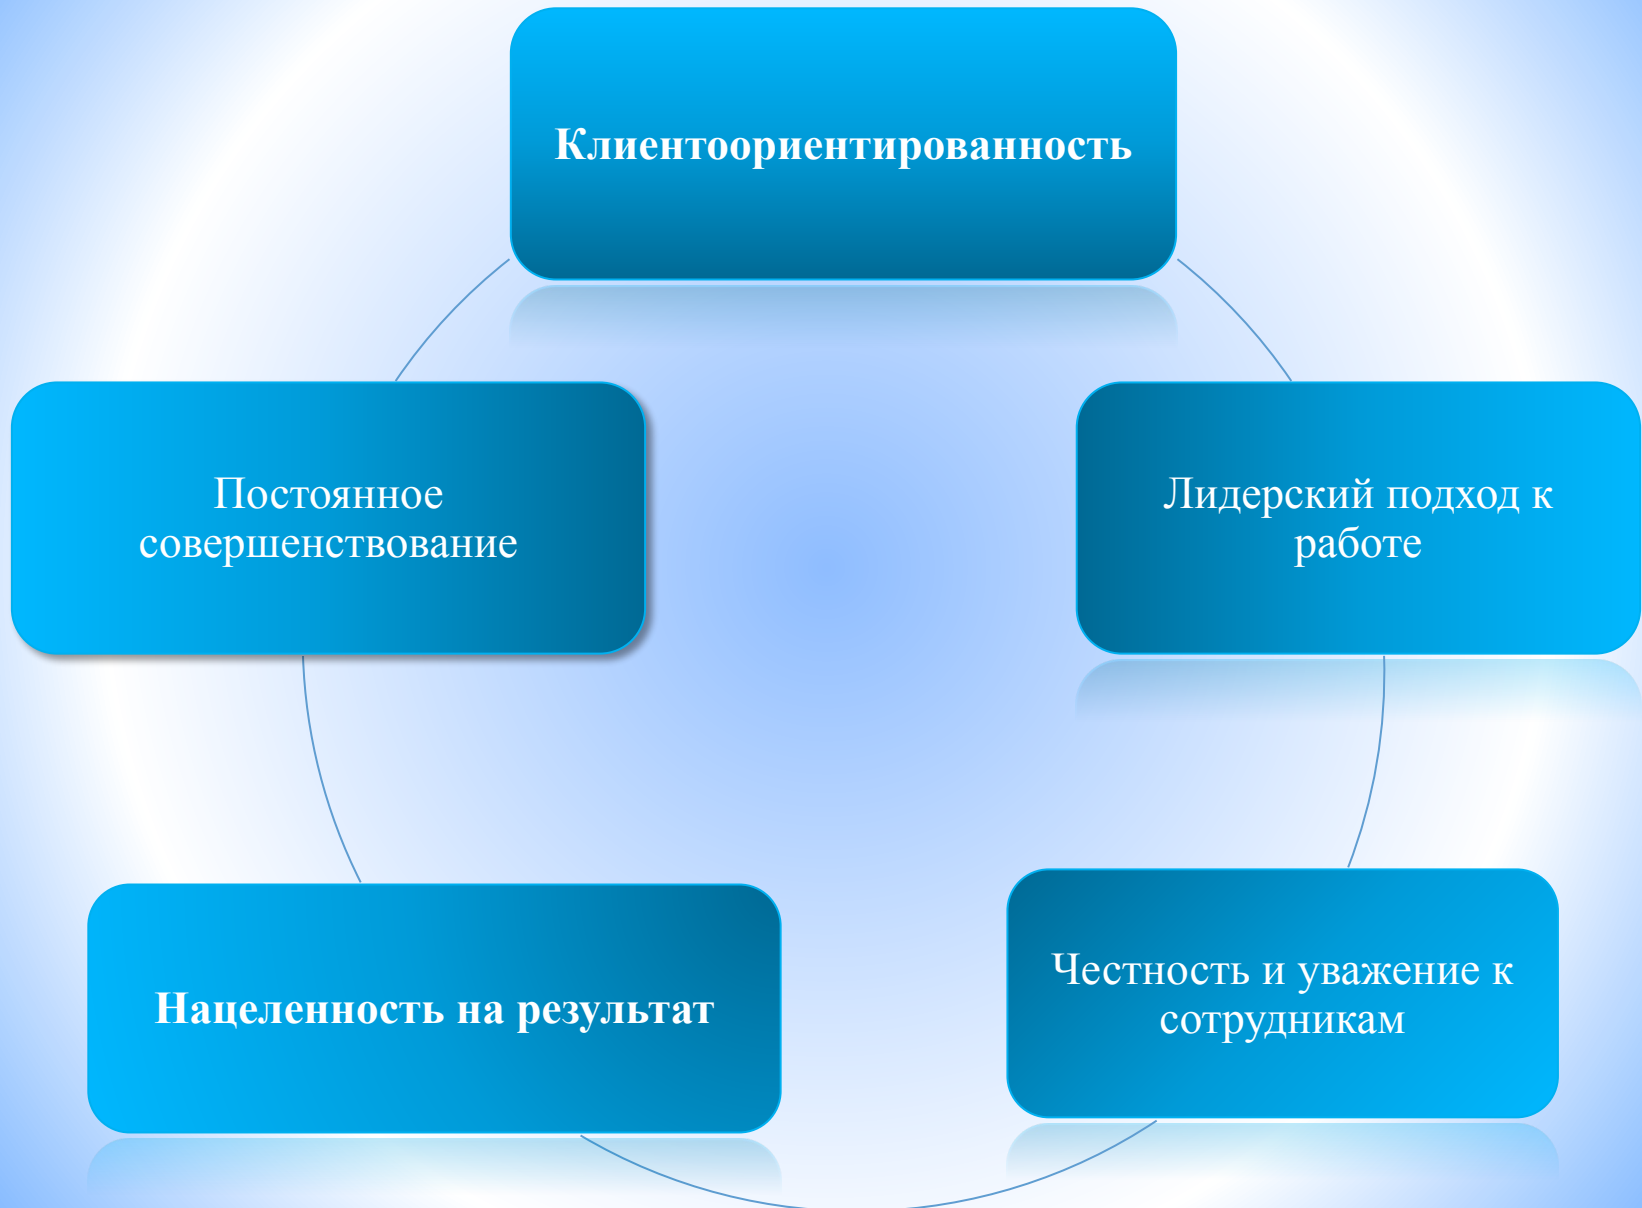 Клиентоориентированность
Постоянное
совершенствование
Лидерский подход к
работе
Нацеленность на результат
Честность и уважение к
сотрудникам